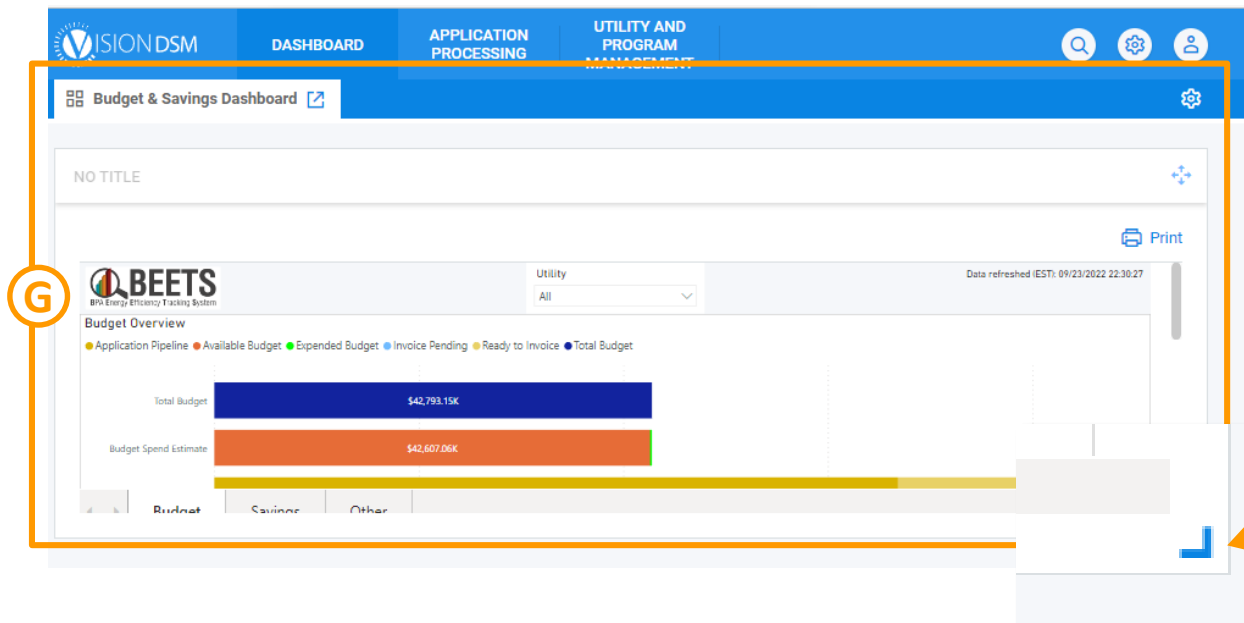 VISION DSM
DASHBOARD
APPLICATION
PROCESSING
UTILITY AND
PROGRAM
MANAGEMENT
Budget & Savings Dashboard
NO TITLE
Print
G
BEETS
BPA Energy Efficiency Tracking System
Utility
All
Data refreshed (EST): 09/23/2022 22:30:27
Budget Overview
Application Pipeline Available Budget Expended Budget Invoice Pending Ready to Invoice Total Budget
Total Budget
$42,793.15K
Budget Spend Estimate
$42,607.06K
Budget Savings Other